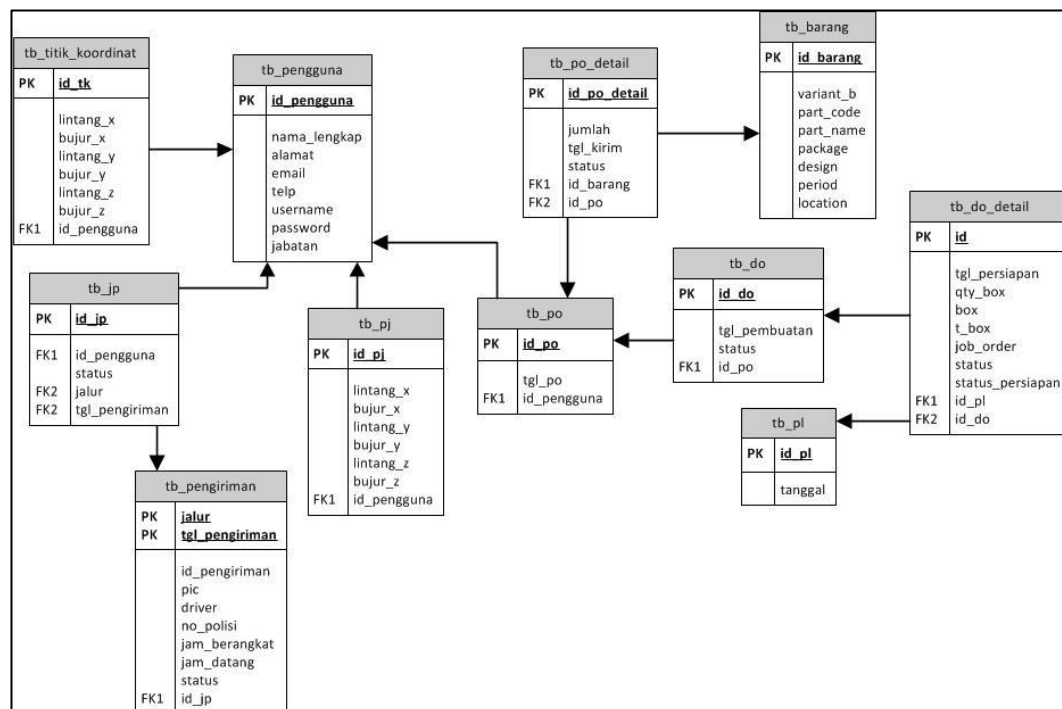 tb_titik_koordinat
PK id_tk
lintang_x
bujur_x
lintang_y
bujur_y
lintang_z
bujur_z
FK1 id_pengguna
tb_pengguna
PK id_pengguna
nama_lengkap
alamat
email
telp
username
password
jabatan
tb_po_detail
PK id_po_detail
jumlah
tgl_kirim
status
FK1 id_barang
FK2 id_po
tb_barang
PK id_barang
variant_b
part_code
part_name
package
design
period
location
tb_do_detail
PK id
tgl_persiapan
qty_box
box
t_box
job_order
status
status_persiapan
FK1 id_pl
FK2 id_do
tb_jp
PK id_jp
FK1 id_pengguna
status
FK2 jalur
FK2 tgl_pengiriman
tb_pj
PK id_pj
lintang_x
bujur_x
lintang_y
bujur_y
lintang_z
bujur_z
FK1 id_pengguna
tb_po
PK id_po
tgl_po
FK1 id_pengguna
tb_do
PK id_do
tgl_pembuatan
status
FK1 id_po
tb_pl
PK id_pl
tanggal
tb_pengiriman
PK jalur
PK tgl_pengiriman
id_pengiriman
pic
driver
no_polisi
jam_berangkat
jam_datang
status
FK1 id_jp